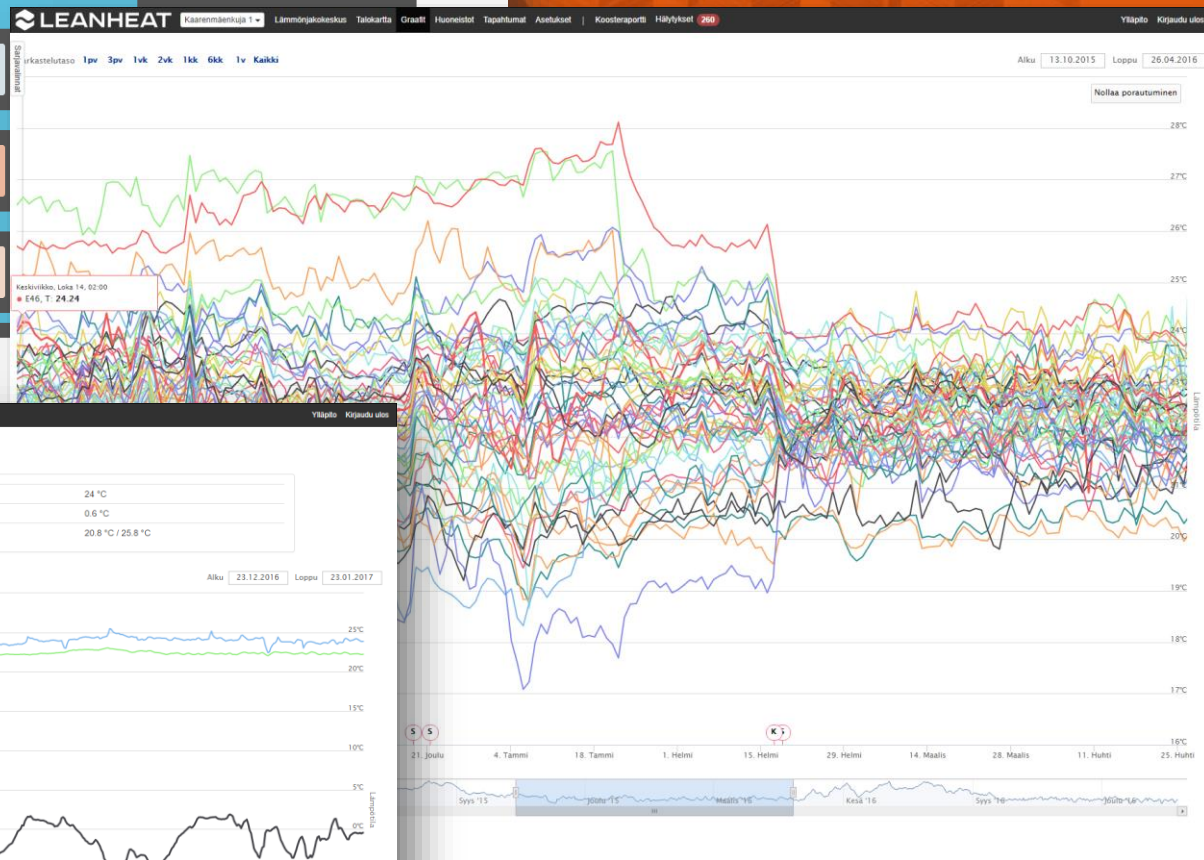 LEANHEAT
Kaarenmäenkuja 1 Lämmönjakokeskus Talokartta Graafit Huoneistot Tapahtumat Asetukset | Koosteraportti Hälytykset 260 Ylläpito Kirjaudu ulos
Sarjavalinnat
rkastelutaso 1pv 3pv 1vk 2vk 1kk 6kk 1v Kaikki Alku 13.10.2015 Loppu 26.04.2016
Nollaa porautuminen
28°C
27°C
26°C
25°C
Keskiviikko, Loka 14, 02:00
E46, T: 24.24
24°C
20°C
19°C
18°C
17°C
16°C
Lämpötila
S S K
21. Joulu 4. Tammi 18. Tammi 1. Helmi 15. Helmi 29. Helmi 14. Maalis 28. Maalis 11. Huhti 25. Huhti
Syys '15 Joulu '15 Maalis '16 Kesä '16 Syys '16 Joulu '16
Ylläpito Kirjaudu ulos
24 °C
0.6 °C
20.8 °C / 25.8 °C
Alku 23.12.2016 Loppu 23.01.2017
25°C
20°C
15°C
10°C
5°C
0°C
Lämpötila